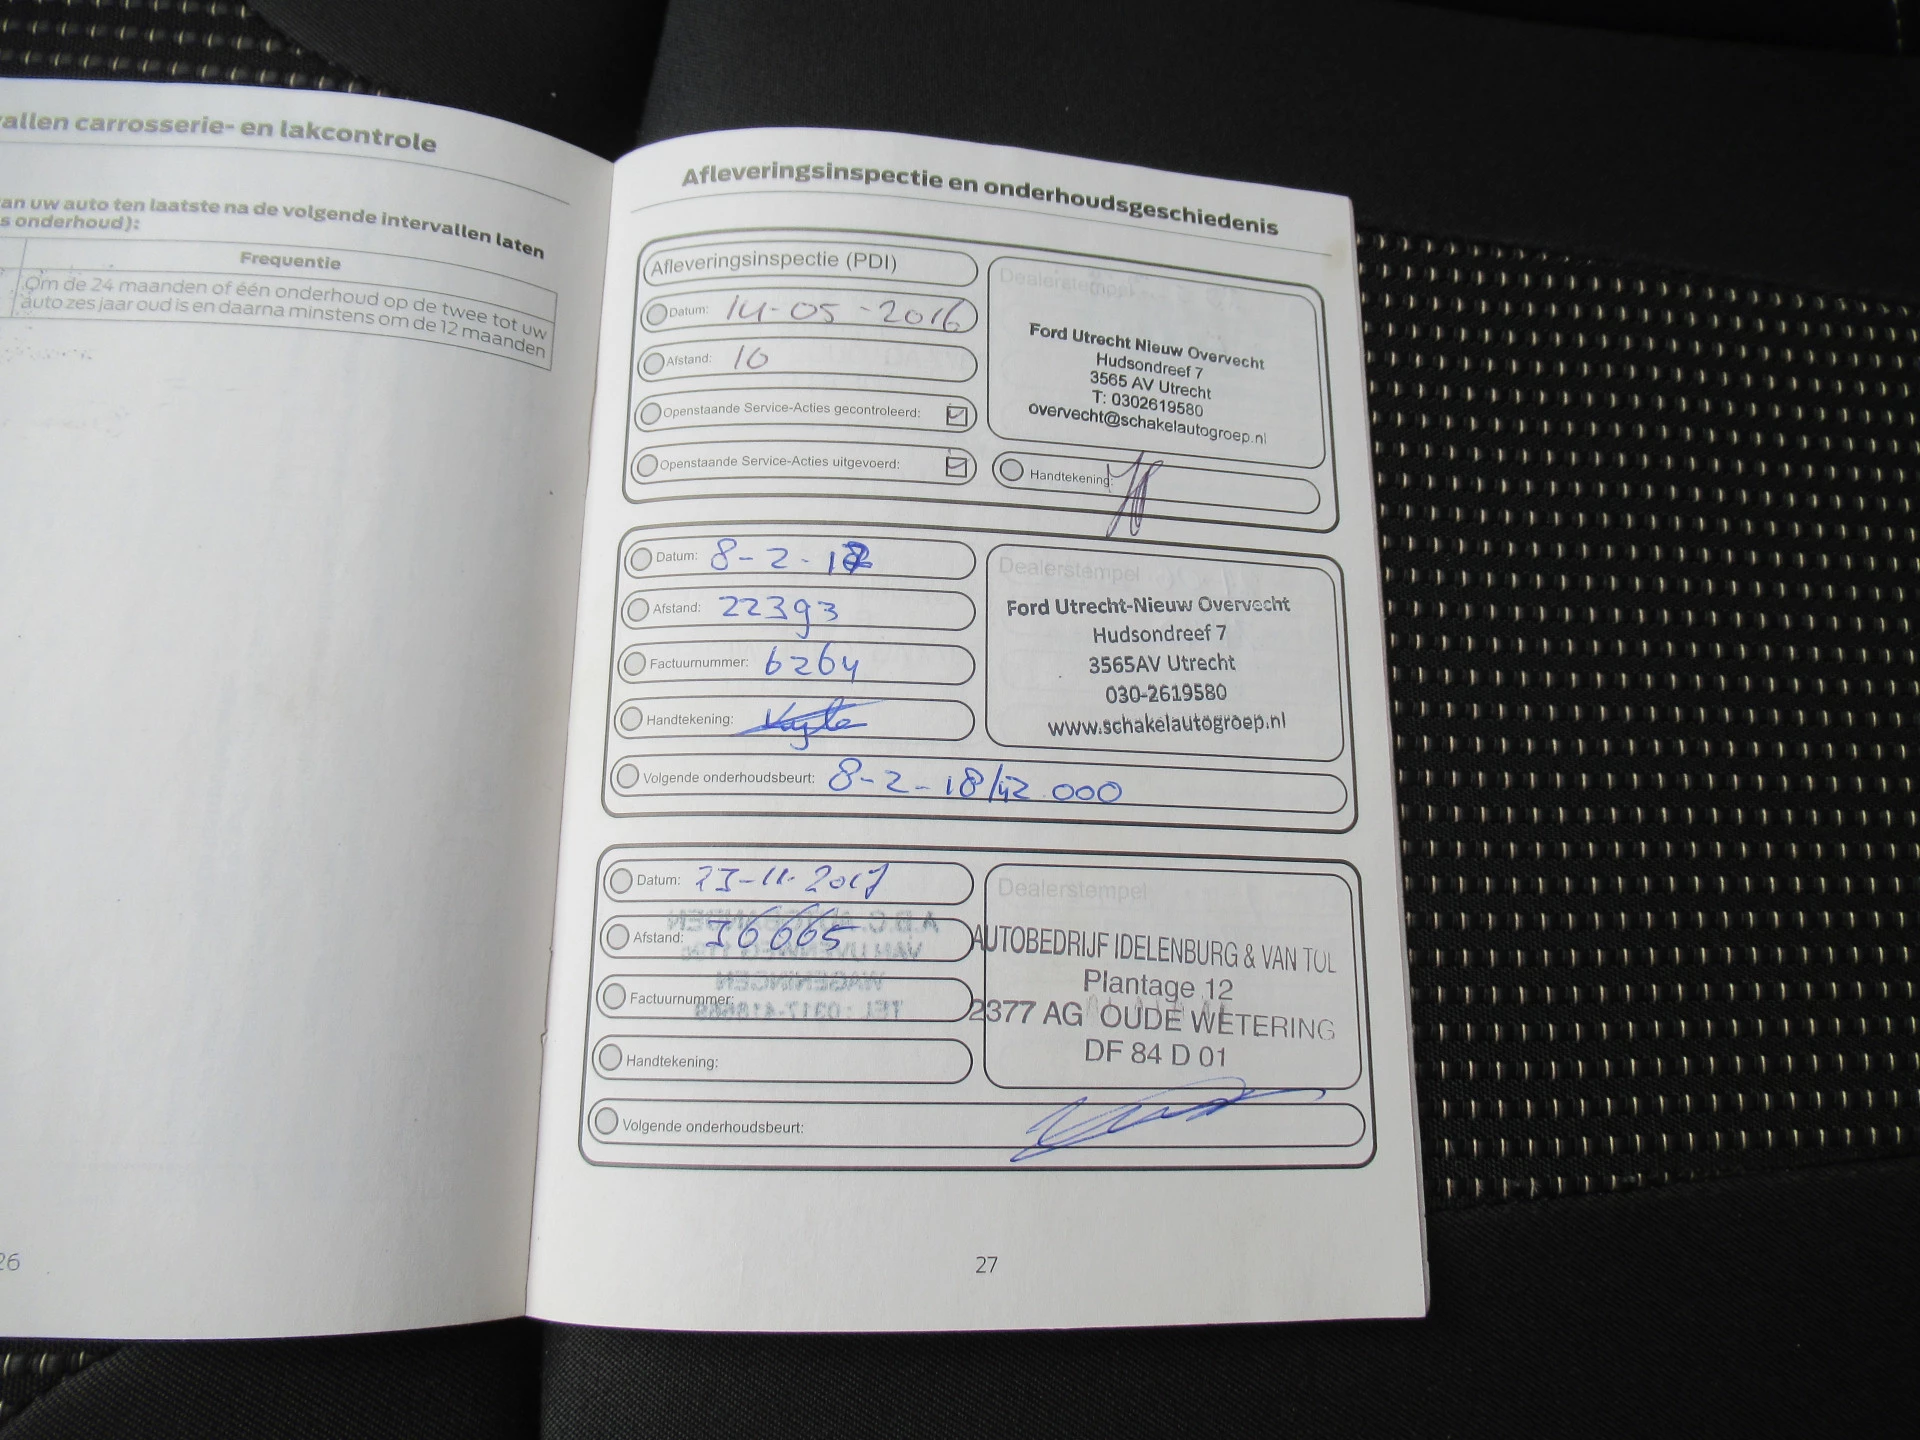 vallen carrosserie- en lakcontrole
an uw auto ten laatste na de volgende intervallen laten
s onderhoud):
Frequentie
Om de 24 maanden of één onderhoud op de twee tot uw
auto zes jaar oud is en daarna minstens om de 12 maanden
26
Afleveringsinspectie en onderhoudsgeschiedenis
Afleveringsinspectie (PDI)
Datum: 14-05-2016
Afstand: 10
Openstaande Service-Acties gecontroleerd:
Openstaande Service-Acties uitgevoerd:
Dealerstempel
Ford Utrecht Nieuw Overvecht
Hudsondreef 7
3565 AV Utrecht
T: 0302619580
overvecht@schakelautogroep.nl
Handtekening:
Datum: 8-2-
Afstand: 22393
Factuurnummer: 6264
Handtekening:
Volgende onderhoudsbeurt: 8-2-18/42.000
Dealerstempel
Ford Utrecht-Nieuw Overvecht
Hudsondreef 7
3565AV Utrecht
030-2619580
www.schakelautogroep.nl
Datum: 23-11-2017
Afstand: 36665
Factuurnummer:
Handtekening:
Volgende onderhoudsbeurt:
Dealerstempel
AUTOBEDRIJF IDELENBURG & VAN TOL
Plantage 12
2377 AG OUDE WETERING
DF 84 D 01
27